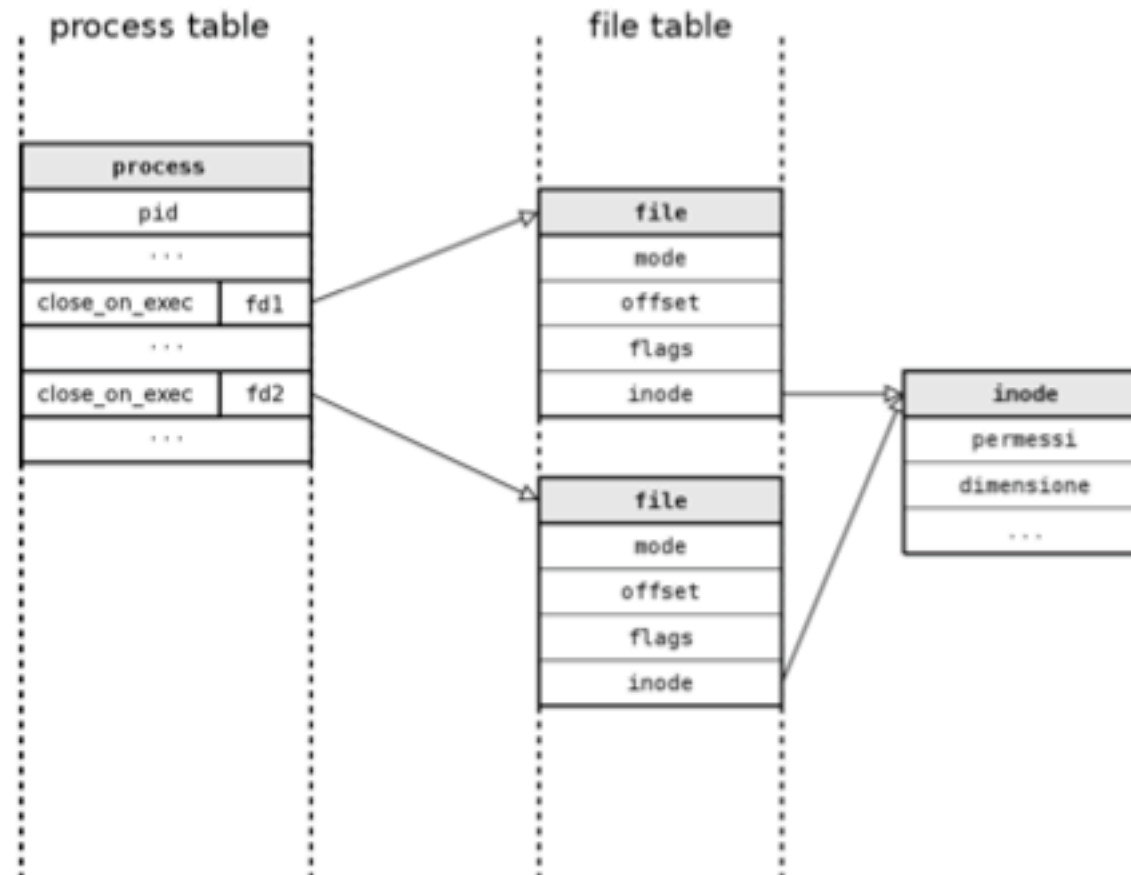 process table
file table
process
pid
...
close_on_exec fd1
...
close_on_exec fd2
...
file
mode
offset
flags
inode
file
mode
offset
flags
inode
inode
permessi
dimensione
...